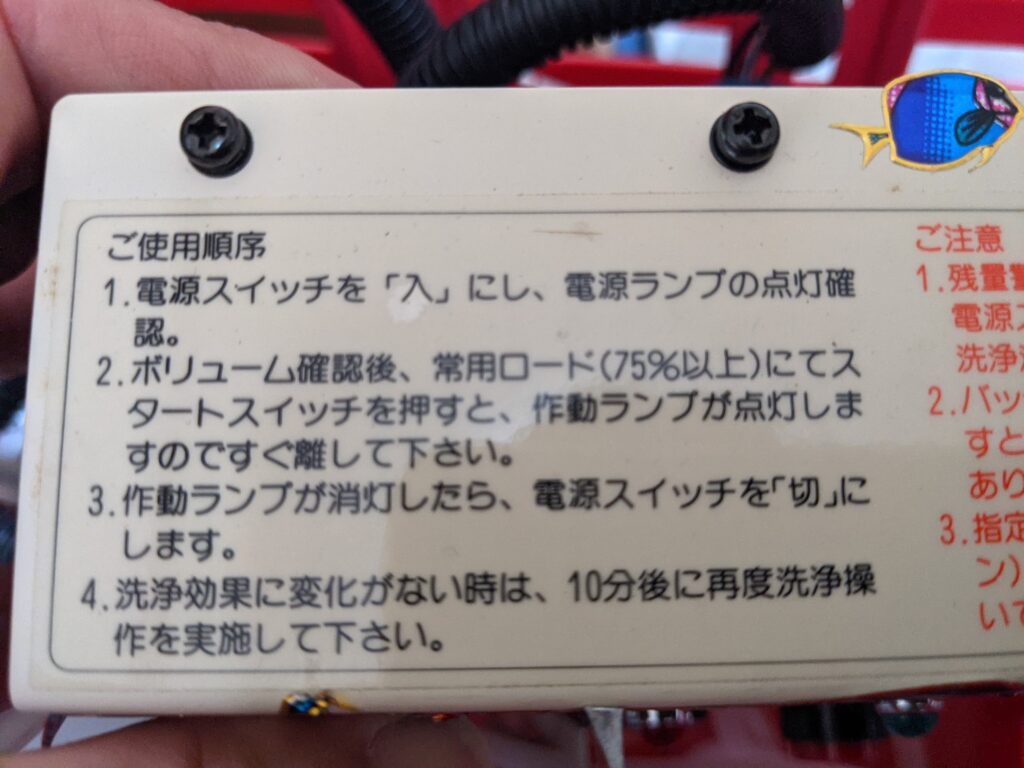 ご使用順序
1.電源スイッチを「入」にし、電源ランプの点灯確
認。
2.ボリューム確認後、常用ロード(75%以上)にてス
タートスイッチを押すと、作動ランプが点灯しま
すのですぐ離して下さい。
3.作動ランプが消灯したら、電源スイッチを「切」に
します。
4.洗浄効果に変化がない時は、10分後に再度洗浄操
作を実施して下さい。
ご注意
1.残量
電源
洗浄
2.バッ
すと
あり
3.指定
ン)
いて